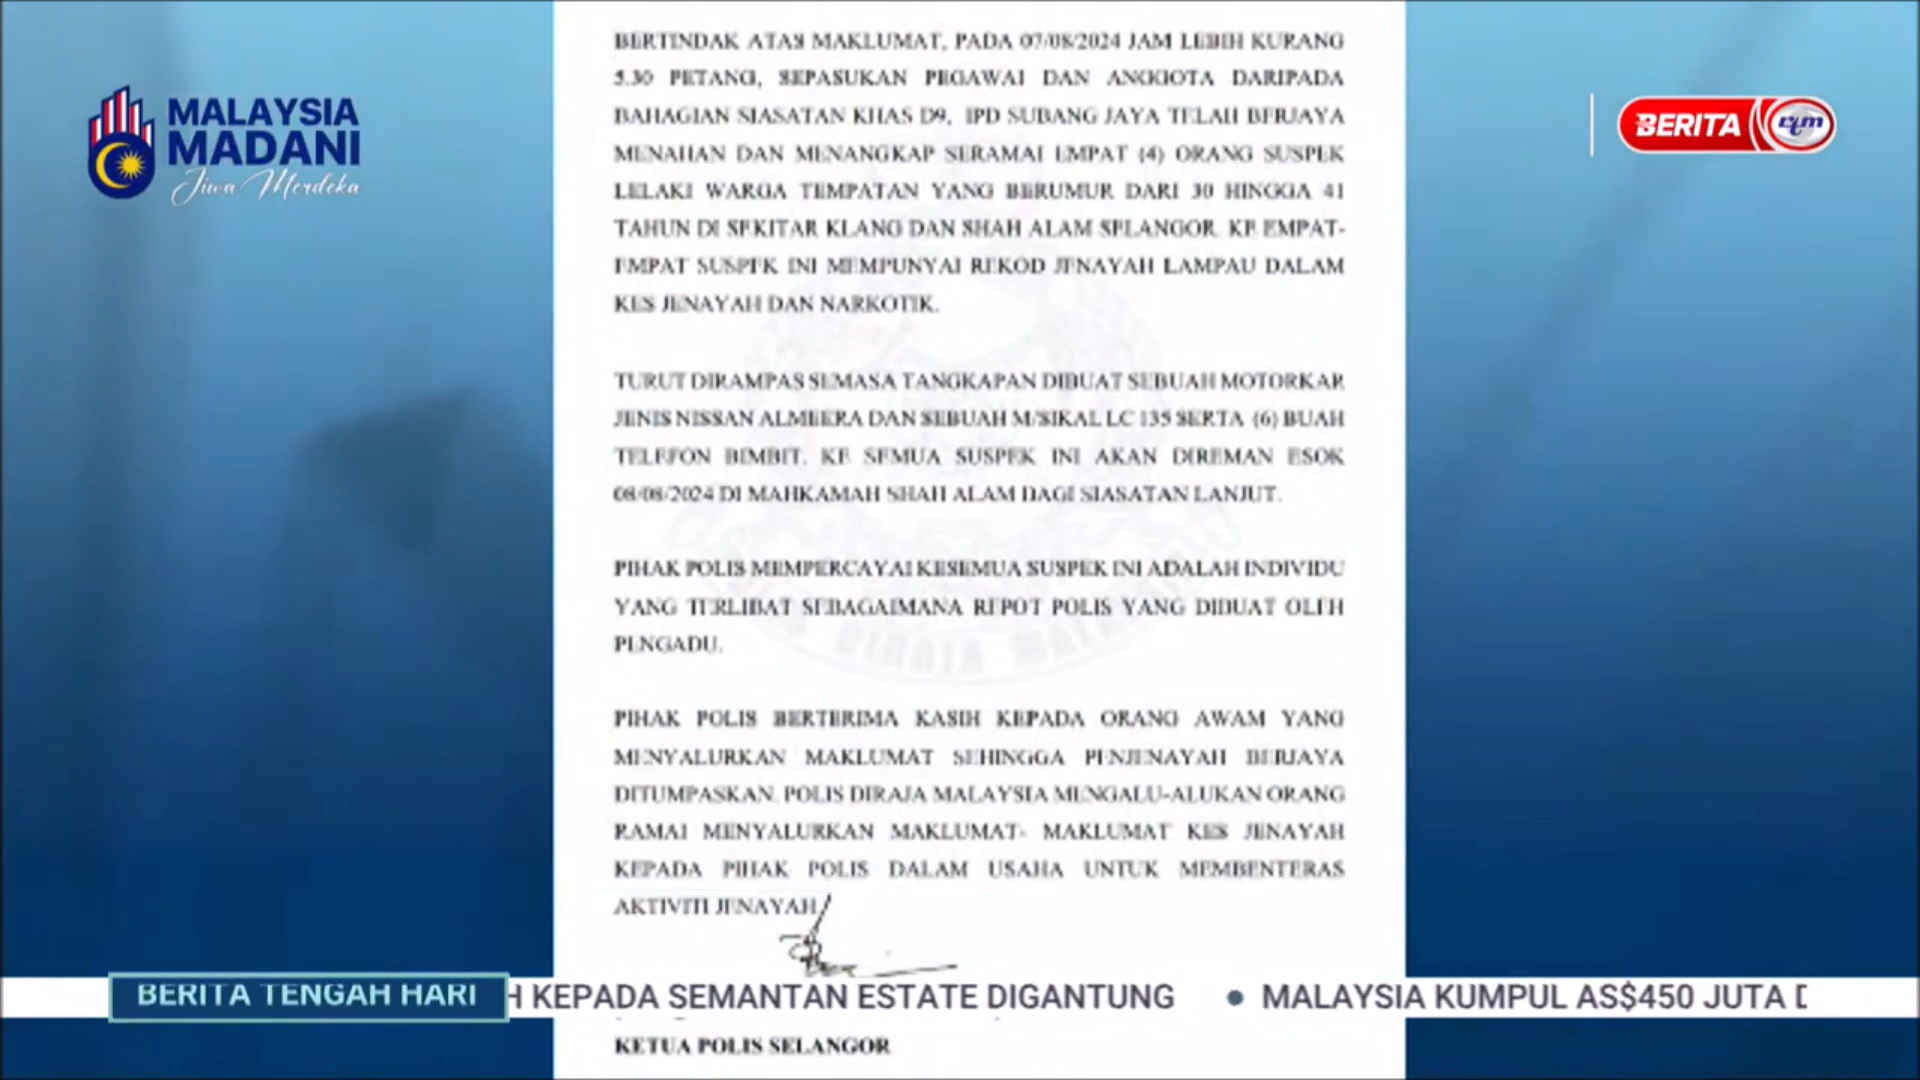 MALAYSIA
MADANI
Jiwa Merdeka
BERITA rtm
BERTINDAK ATAS MAKLUMAT, PADA 07/08/2024 JAM LEBIH KURANG
5.30 PETANG, SEPASUKAN PEGAWAI DAN ANGGOTA DARIPADA
BAHAGIAN SIASATAN KHAS D9, IPD SUBANG JAYA TELAH BERJAYA
MENAHAN DAN MENANGKAP SERAMAI EMPAT (4) ORANG SUSPEK
LELAKI WARGA TEMPATAN YANG BERUMUR DARI 30 HINGGA 41
TAHUN DI SEKITAR KLANG DAN SHAH ALAM SELANGOR. KE EMPAT-
EMPAT SUSPEK INI MEMPUNYAI REKOD JENAYAH LAMPAU DALAM
KES JENAYAH DAN NARKOTIK.
TURUT DIRAMPAS SEMASA TANGKAPAN DIBUAT SEBUAH MOTORKAR
JENIS NISSAN ALMEERA DAN SEBUAH M/SIKAL LC 135 SERTA (6) BUAH
TELEFON BIMBIT. KE SEMUA SUSPEK INI AKAN DIREMAN ESOK
08/08/2024 DI MAHKAMAH SHAH ALAM BAGI SIASATAN LANJUT.
PIHAK POLIS MEMPERCAYAI KESEMUA SUSPEK INI ADALAH INDIVIDU
YANG TERLIBAT SEBAGAIMANA REPOT POLIS YANG DIBUAT OLEH
PENGADU.
PIHAK POLIS BERTERIMA KASIH KEPADA ORANG AWAM YANG
MENYALURKAN MAKLUMAT SEHINGGA PENJENAYAH BERJAYA
DITUMPASKAN. POLIS DIRAJA MALAYSIA MENGALU-ALUKAN ORANG
RAMAI MENYALURKAN MAKLUMAT- MAKLUMAT KES JENAYAH
KEPADA PIHAK POLIS DALAM USAHA UNTUK MEMBENTERAS
AKTIVITI JENAYAH
BERITA TENGAH HARI
H KEPADA SEMANTAN ESTATE DIGANTUNG • MALAYSIA KUMPUL AS$450 JUTA D
KETUA POLIS SELANGOR